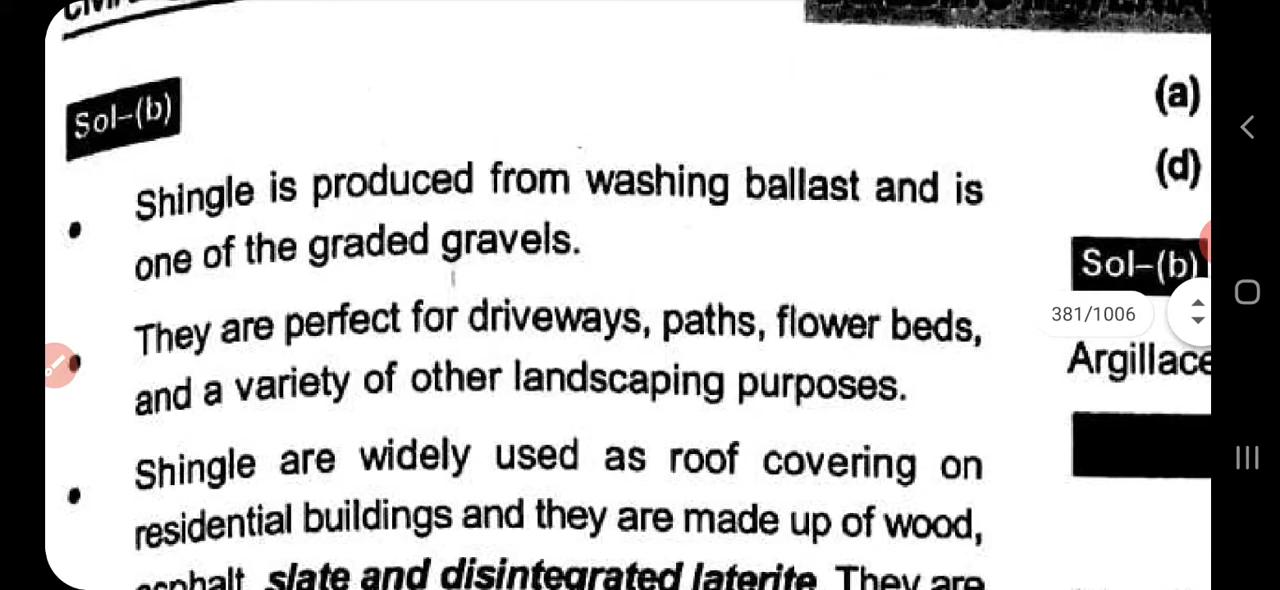 Sol–(b)
Shingle is produced from washing ballast and is
one of the graded gravels.
They are perfect for driveways, paths, flower beds,
and a variety of other landscaping purposes.
Shingle are widely used as roof covering on
residential buildings and they are made up of wood,
asphalt, slate and disintegrated laterite. They are
(a)
(d)
Sol–(b)
381/1006